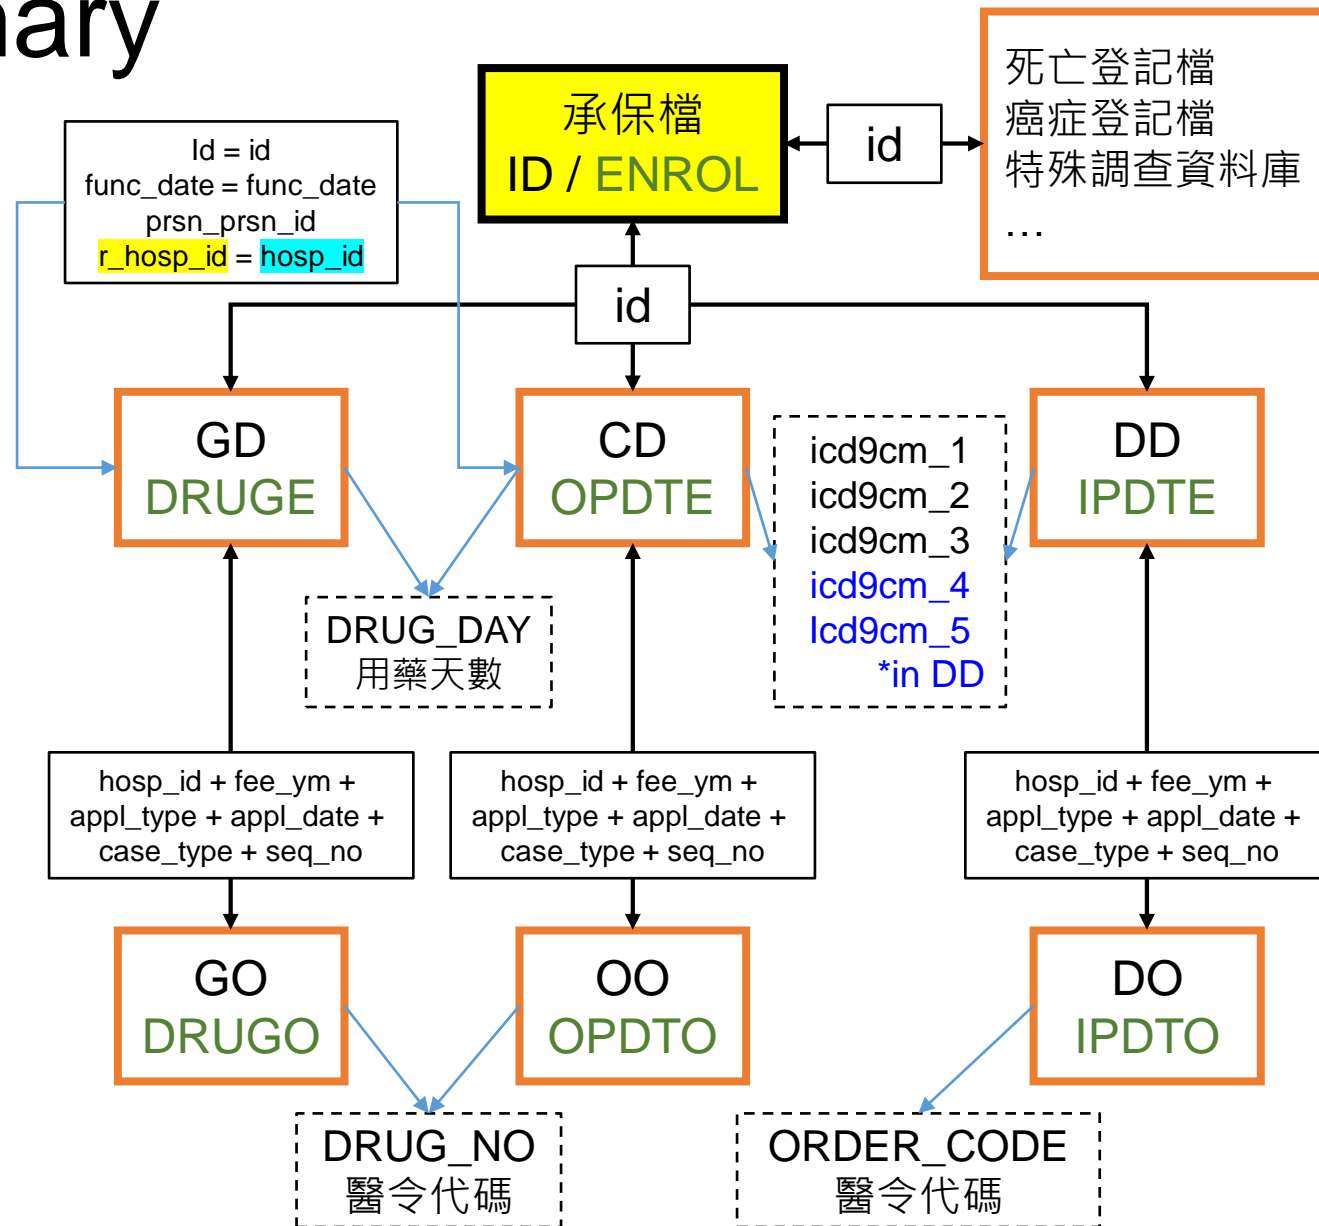 nary
承保檔
ID / ENROL
id
死亡登記檔
癌症登記檔
特殊調查資料庫
…
Id = id
func_date = func_date
prsn_prsn_id
r_hosp_id = hosp_id
id
GD
DRUGE
CD
OPDTE
DD
IPDTE
icd9cm_1
icd9cm_2
icd9cm_3
icd9cm_4
Icd9cm_5
*in DD
DRUG_DAY
用藥天數
hosp_id + fee_ym +
appl_type + appl_date +
case_type + seq_no
hosp_id + fee_ym +
appl_type + appl_date +
case_type + seq_no
hosp_id + fee_ym +
appl_type + appl_date +
case_type + seq_no
GO
DRUGO
OO
OPDTO
DO
IPDTO
DRUG_NO
醫令代碼
ORDER_CODE
醫令代碼